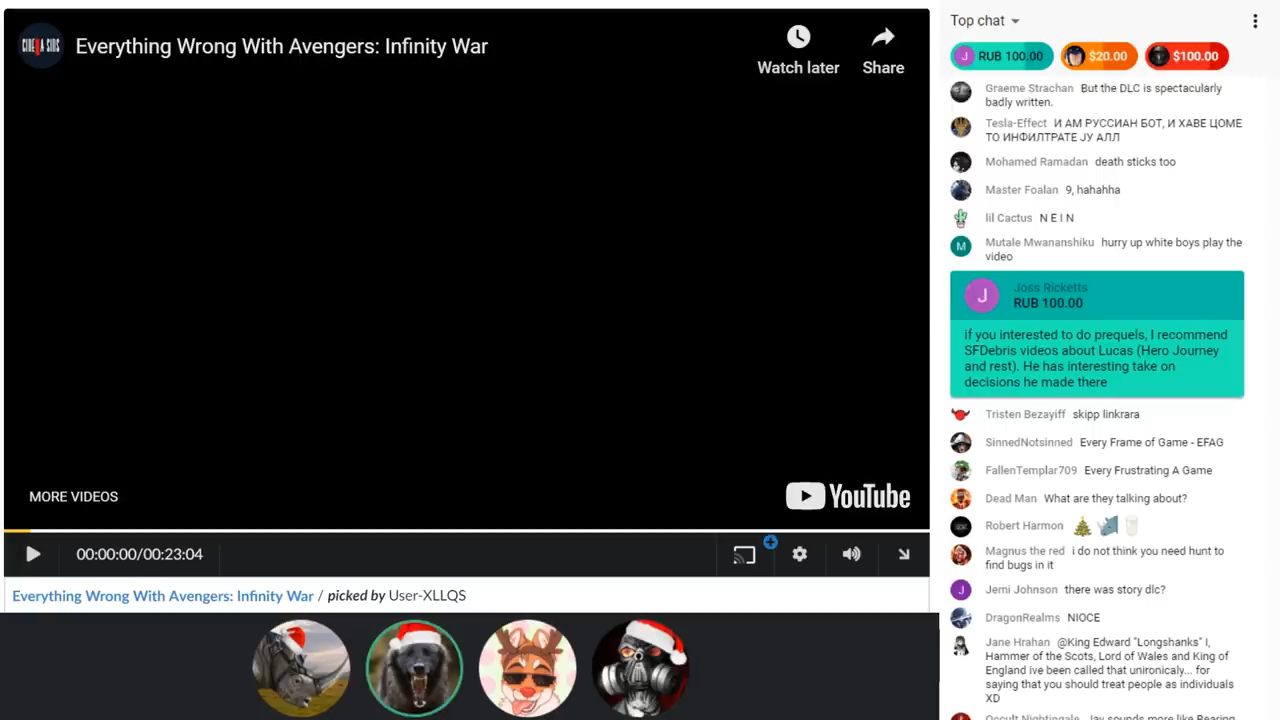 CINEMA SINS
Everything Wrong With Avengers: Infinity War
Watch later
Share
MORE VIDEOS
YouTube
00:00:00/00:23:04
Everything Wrong With Avengers: Infinity War / picked by User-XLLQS
Top chat
J RUB 100.00
$20.00
$100.00
Graeme Strachan But the DLC is spectacularly
badly written.
Tesla-Effect И АМ РУССИАН БОТ, И ХАВЕ ЦОМЕ
ТО ИНФИЛТРАТЕ ЈУ АЛЛ
Mohamed Ramadan death sticks too
Master Foalan 9, hahahha
lil Cactus N E I N
M Mutale Mwananshiku hurry up white boys play the
video
J Joss Ricketts
RUB 100.00
if you interested to do prequels, I recommend
SFDebris videos about Lucas (Hero Journey
and rest). He has interesting take on
decisions he made there
Tristen Bezayiff skipp linkrara
SinnedNotsinned Every Frame of Game - EFAG
FallenTemplar709 Every Frustrating A Game
Dead Man What are they talking about?
Robert Harmon
Magnus the red i do not think you need hunt to
find bugs in it
J Jemi Johnson there was story dlc?
DragonRealms NIOCE
Jane Hrahan @King Edward "Longshanks" I,
Hammer of the Scots, Lord of Wales and King of
England ive been called that unironicaly... for
saying that you should treat people as individuals
XD
Occult Nightingale Jay sounds more like Rearing